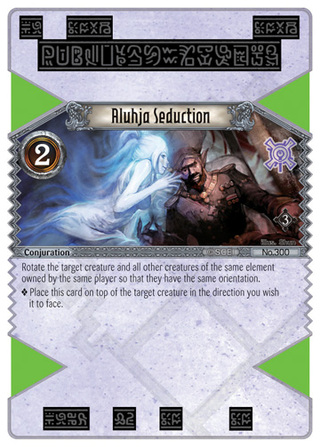 Aluhja Seduction
2
3
Conjuration
No.300
Rotate the target creature and all other creatures of the same element
owned by the same player so that they have the same orientation.
❖ Place this card on top of the target creature in the direction you wish
it to face.